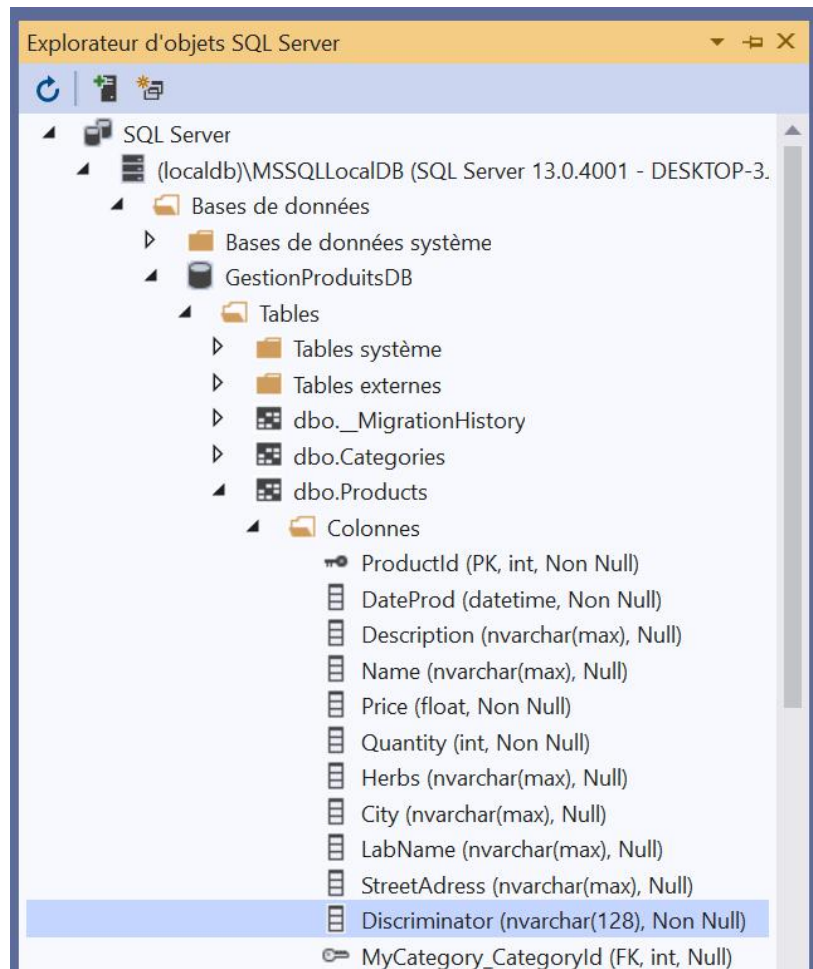 Explorateur d'objets SQL Server
SQL Server
(localdb)\MSSQLLocalDB (SQL Server 13.0.4001 - DESKTOP-3.
Bases de données
Bases de données système
GestionProduitsDB
Tables
Tables système
Tables externes
dbo.__MigrationHistory
dbo.Categories
dbo.Products
Colonnes
ProductId (PK, int, Non Null)
DateProd (datetime, Non Null)
Description (nvarchar(max), Null)
Name (nvarchar(max), Null)
Price (float, Non Null)
Quantity (int, Non Null)
Herbs (nvarchar(max), Null)
City (nvarchar(max), Null)
LabName (nvarchar(max), Null)
StreetAdress (nvarchar(max), Null)
Discriminator (nvarchar(128), Non Null)
MyCategory_CategoryId (FK, int, Null)